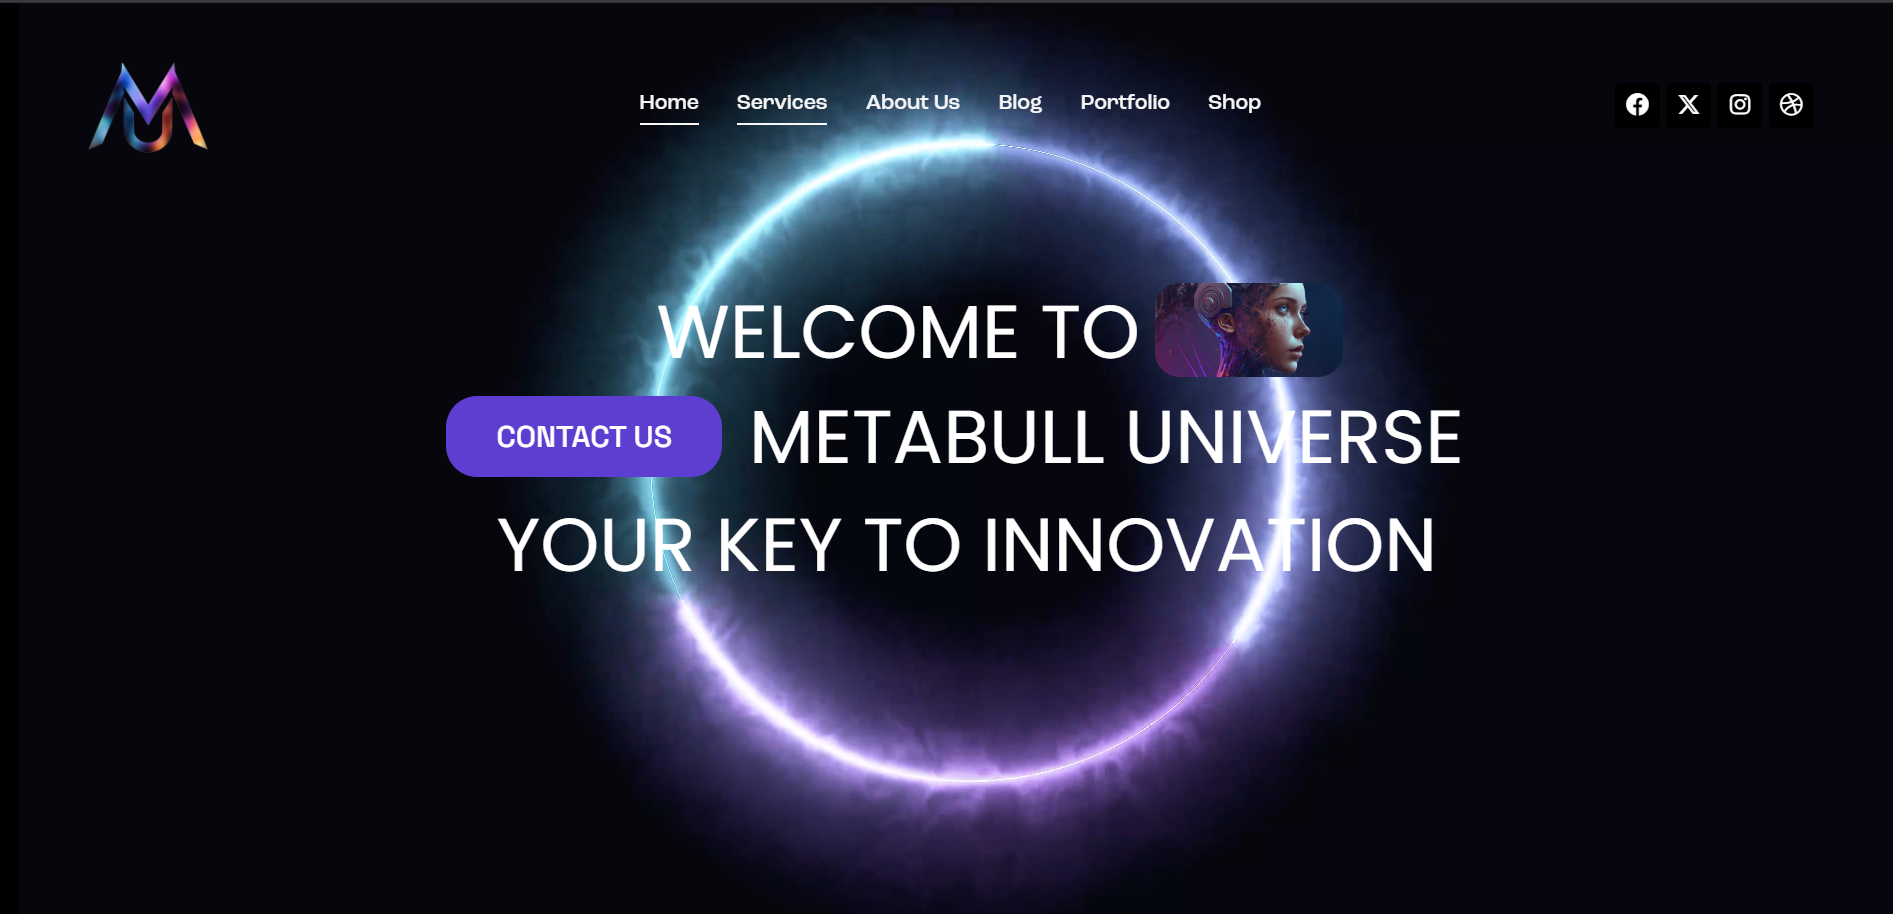 Home Services About Us Blog Portfolio Shop
WELCOME TO
CONTACT US METABULL UNIVERSE
YOUR KEY TO INNOVATION